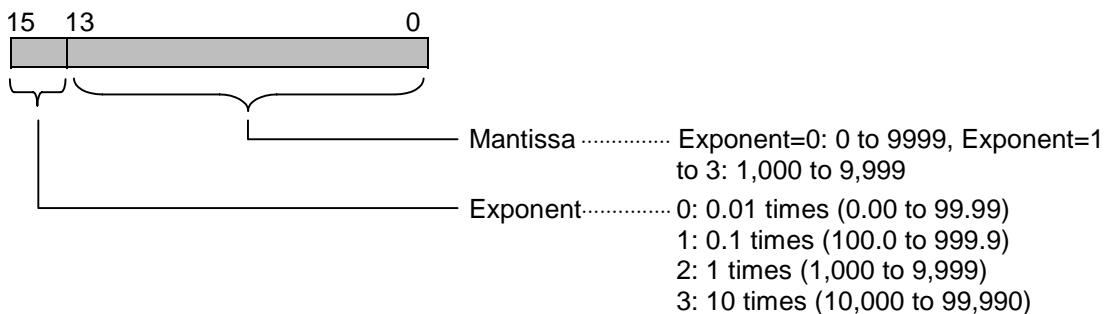 15 13 0
Mantissa ............... Exponent=0: 0 to 9999, Exponent=1
to 3: 1,000 to 9,999
Exponent............... 0: 0.01 times (0.00 to 99.99)
1: 0.1 times (100.0 to 999.9)
2: 1 times (1,000 to 9,999)
3: 10 times (10,000 to 99,990)